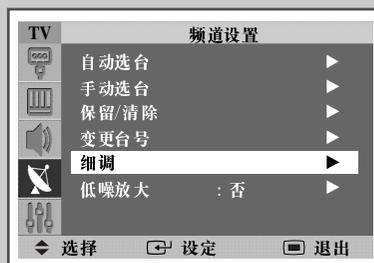 TV 频道设置
自动选台
手动选台
保留/清除
变更台号
细调
低噪放大 : 否
选择 设定 退出